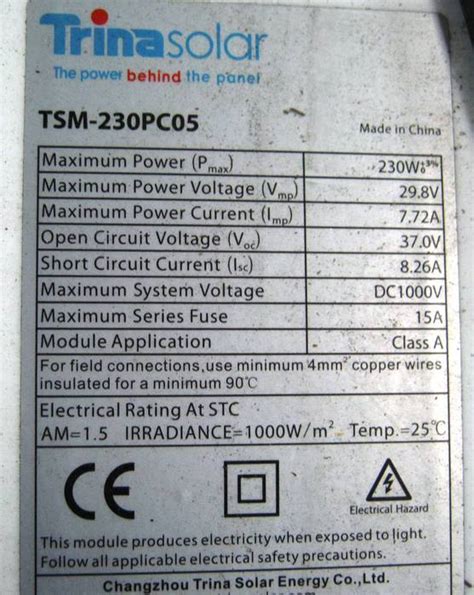 Trinasolar
The power behind the panel
TSM-230PC05
Made in China
Maximum Power (Pmax) 230W
Maximum Power Voltage (Vmp) 29.8V
Maximum Power Current (Imp) 7.72A
Open Circuit Voltage (Voc) 37.0V
Short Circuit Current (Isc) 8.26A
Maximum System Voltage DC1000V
Maximum Series Fuse 15A
Module Application Class A
For field connections,use minimum 4mm² copper wires
insulated for a minimum 90℃
Electrical Rating At STC
AM=1.5 IRRADIANCE=1000W/m² Temp.=25℃
CE
Electrical Hazard
This module produces electricity when exposed to light.
Follow all applicable electrical safety precautions.
Changzhou Trina Solar Energy Co.,Ltd.